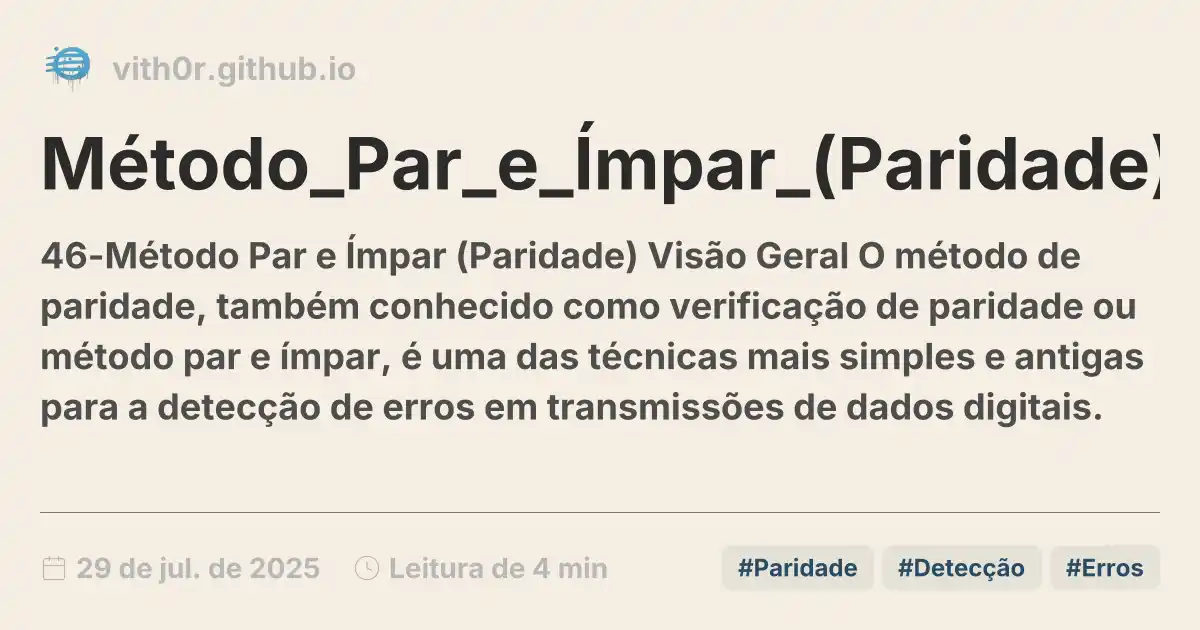 vith0r.github.io
Método_Par_e_Ímpar_(Paridade)
46-Método Par e Ímpar (Paridade) Visão Geral O método de
paridade, também conhecido como verificação de paridade ou
método par e ímpar, é uma das técnicas mais simples e antigas
para a detecção de erros em transmissões de dados digitais.
29 de jul. de 2025 Leitura de 4 min #Paridade #Detecção #Erros